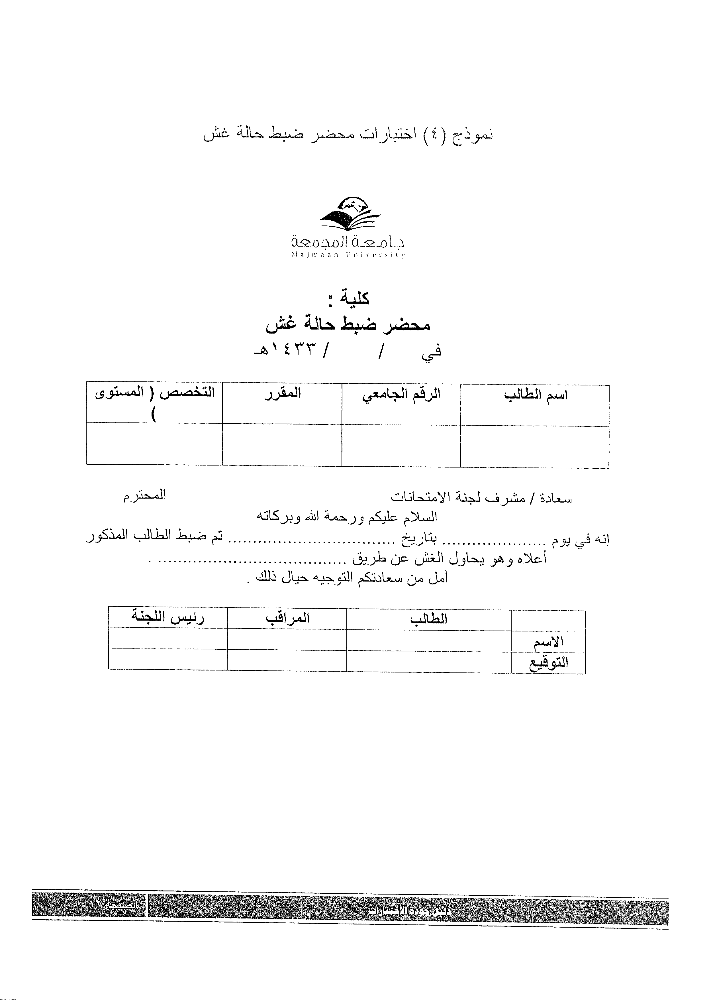 نموذج (٤) اختبارات محضر ضبط حالة غش
جامعة المجمعة
Majmaah University
كلية :
محضر ضبط حالة غش
في / / ١٤٣٣هـ
اسم الطالب الرقم الجامعي المقرر التخصص ( المستوى
)
سعادة / مشرف لجنة الامتحانات المحترم
السلام عليكم ورحمة الله وبركاته
إنه في يوم ..................... بتاريخ ................................. تم ضبط الطالب المذكور
أعلاه وهو يحاول الغش عن طريق ...................................... .
آمل من سعادتكم التوجيه حيال ذلك .
الطالب المراقب رئيس اللجنة
الاسم
التوقيع
دليل جودة الاختبارات الصفحة ١٢